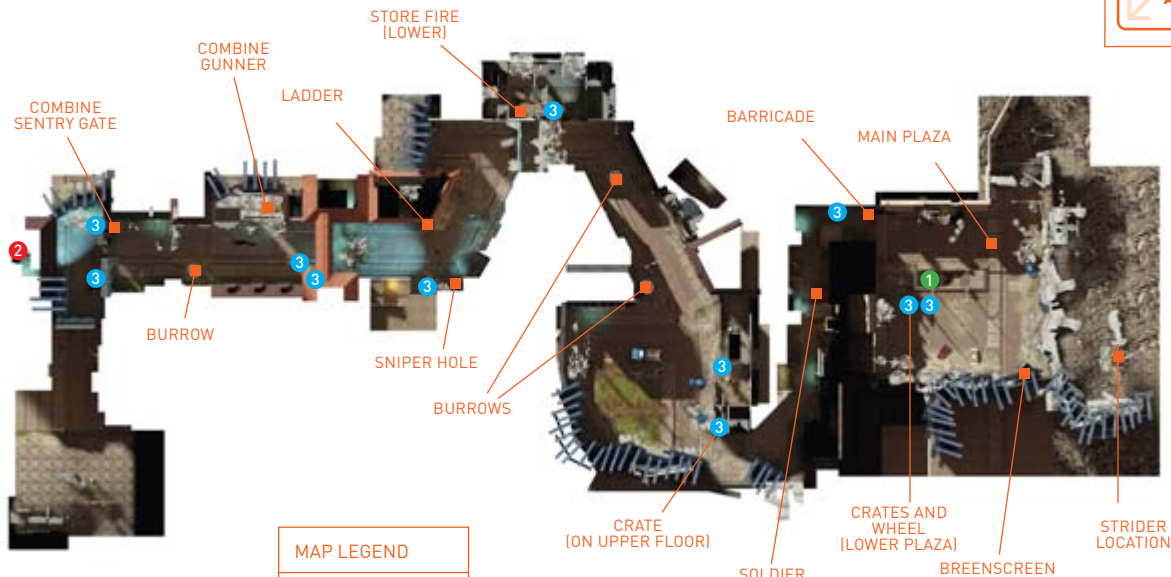 STORE FIRE
(LOWER)
COMBINE
GUNNER
LADDER
COMBINE
SENTRY GATE
BARRICADE
MAIN PLAZA
3
3
3
2
3
3
3
3
1
3
3
BURROW
SNIPER HOLE
BURROWS
3
3
CRATE
(ON UPPER FLOOR)
SOLDIER
CRATES AND
WHEEL
(LOWER PLAZA)
BREENSCREEN
STRIDER
LOCATION
MAP LEGEND